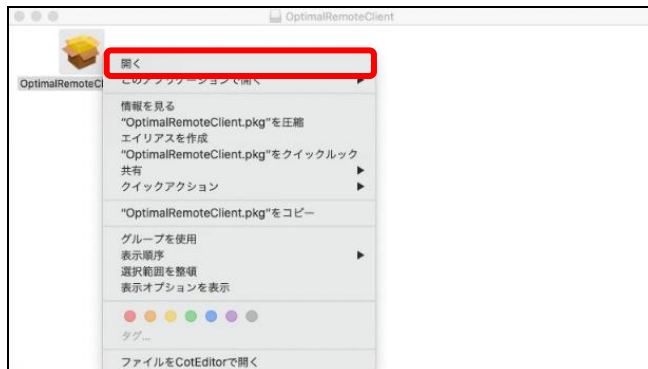 OptimalRemoteClient
OptimalRemoteCl
開く
このアプリケーションで開く
情報を見る
"OptimalRemoteClient.pkg"を圧縮
エイリアスを作成
"OptimalRemoteClient.pkg"をクイックルック
共有
クイックアクション
"OptimalRemoteClient.pkg"をコピー
グループを使用
表示順序
選択範囲を整頓
表示オプションを表示
タグ...
ファイルをCotEditorで開く